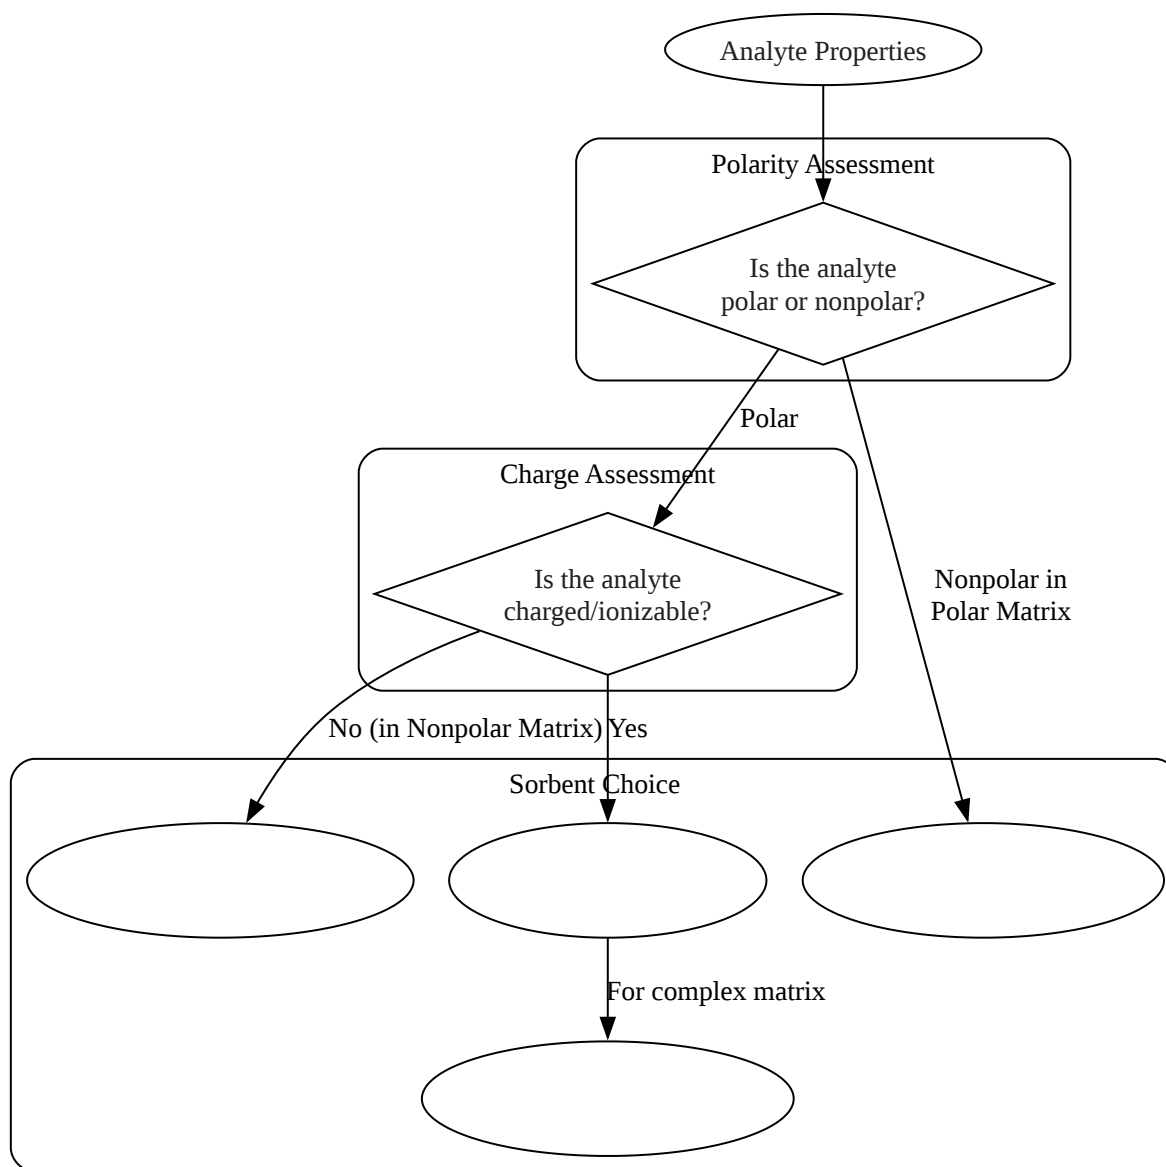 Analyte Properties
Polarity Assessment
Is the analyte
polar or nonpolar?
Polar
Charge Assessment
Is the analyte
charged/ionizable?
Nonpolar in
Polar Matrix
No (in Nonpolar Matrix)
Yes
Sorbent Choice
For complex matrix